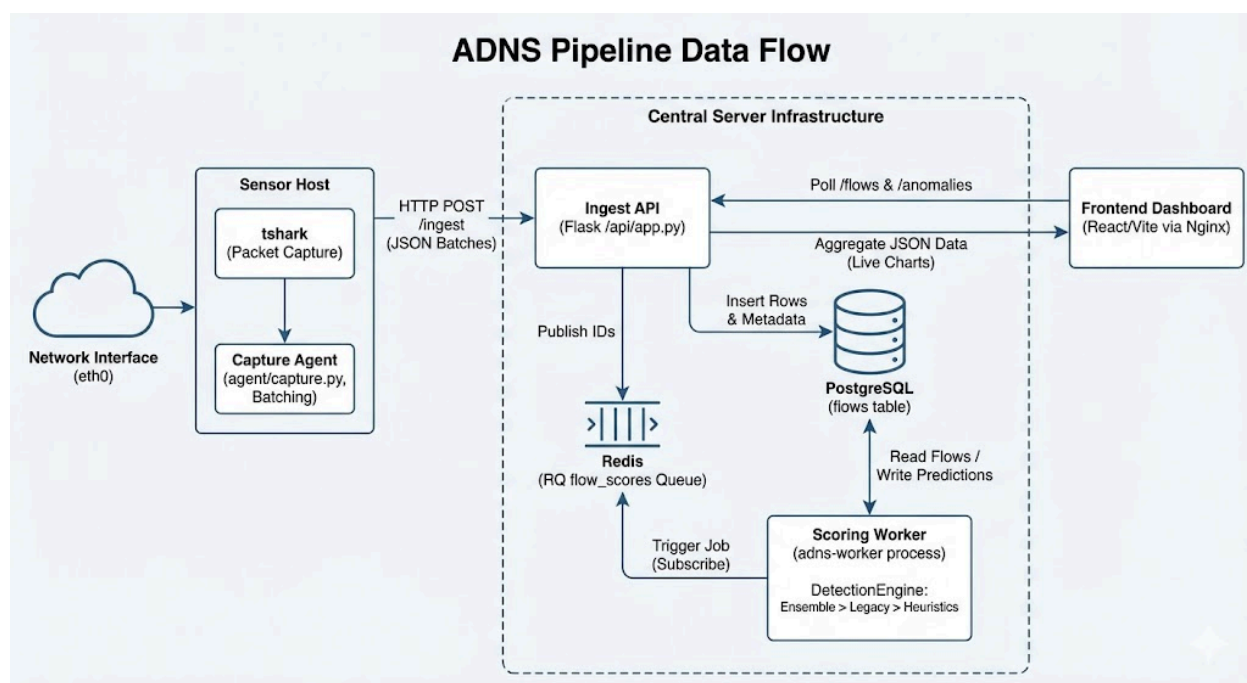 ADNS Pipeline Data Flow
Central Server Infrastructure
Sensor Host
tshark
(Packet Capture)
Capture Agent
(agent/capture.py,
Batching)
Network Interface
(eth0)
HTTP POST
/ingest
(JSON Batches)
Ingest API
(Flask /api/app.py)
Poll /flows & /anomalies
Aggregate JSON Data
(Live Charts)
Frontend Dashboard
(React/Vite via Nginx)
Publish IDs
Insert Rows
& Metadata
PostgreSQL
(flows table)
Redis
(RQ flow_scores Queue)
Read Flows /
Write Predictions
Trigger Job
(Subscribe)
Scoring Worker
(adns-worker process)
DetectionEngine:
Ensemble > Legacy > Heuristics